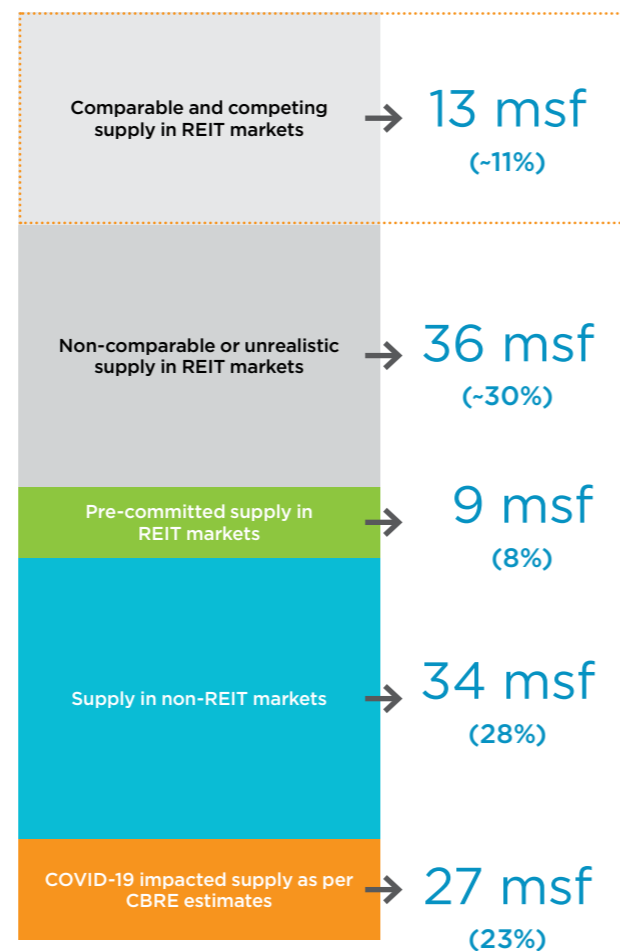 Comparable and competing
supply in REIT markets
13 msf
(~11%)
Non-comparable or unrealistic
supply in REIT markets
36 msf
(~30%)
Pre-committed supply in
REIT markets
9 msf
(8%)
Supply in non-REIT markets
34 msf
(28%)
COVID-19 impacted supply as per
CBRE estimates
27 msf
(23%)